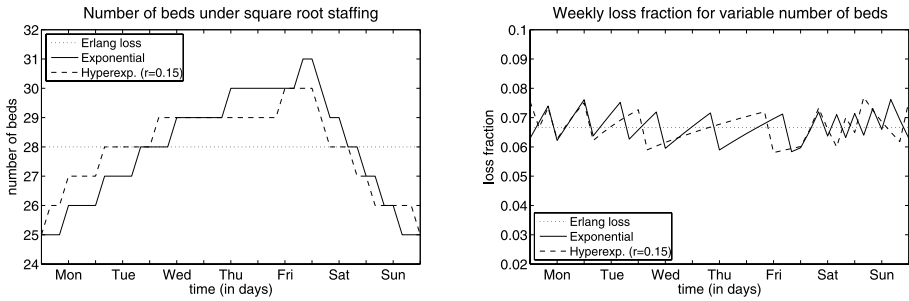 Number of beds under square root staffing
32
31
30
29
28
27
26
25
24
number of beds
Erlang loss
Exponential
Hyperexp. (r=0.15)
Mon Tue Wed Thu Fri Sat Sun
time (in days)
Weekly loss fraction for variable number of beds
0.1
0.09
0.08
0.07
0.06
0.05
0.04
0.03
0.02
loss fraction
Erlang loss
Exponential
Hyperexp. (r=0.15)
Mon Tue Wed Thu Fri Sat Sun
time (in days)